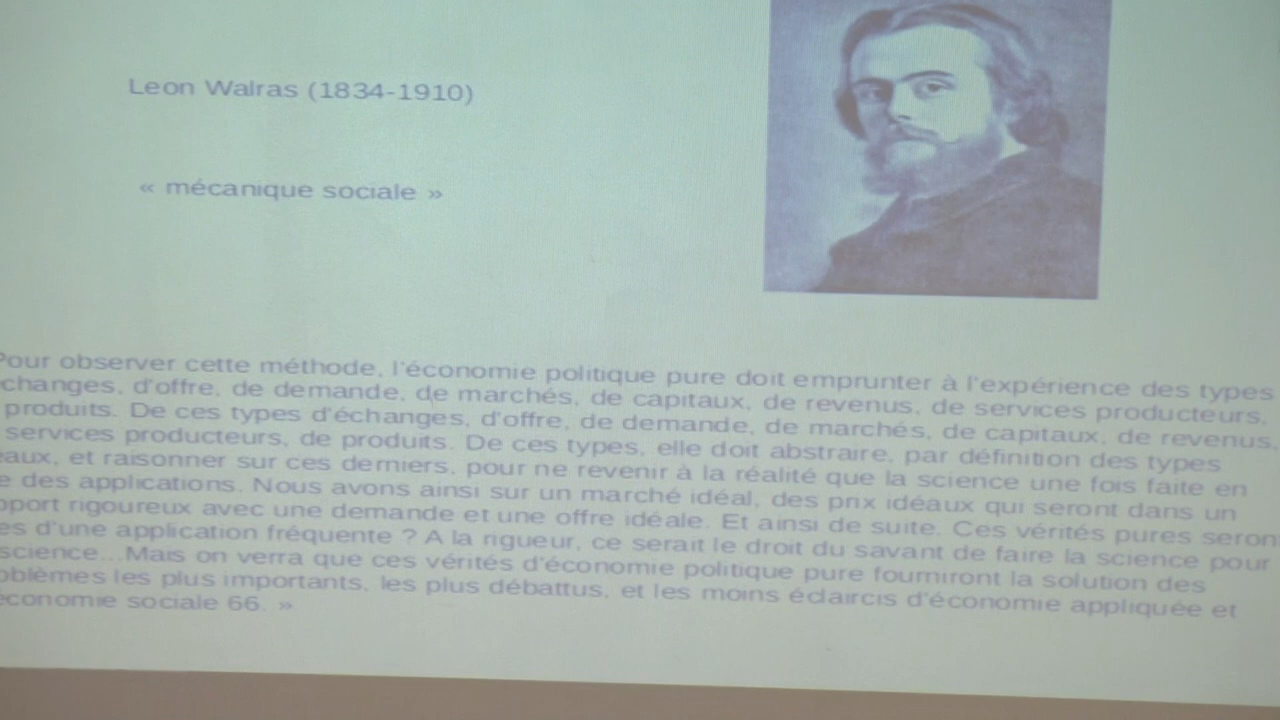 Leon Walras (1834-1910)
« mécanique sociale »
Pour observer cette méthode, l'économie politique pure doit emprunter à l'expérience des types
changes, d'offre, de demande, de marchés, de capitaux, de revenus, de services producteurs,
produits. De ces types d'échanges, d'offre, de demande, de marchés, de capitaux, de revenus,
services producteurs, de produits. De ces types, elle doit abstraire, par définition des types
eaux, et raisonner sur ces derniers, pour ne revenir à la réalité que la science une fois faite en
e des applications. Nous avons ainsi sur un marché idéal, des prix idéaux qui seront dans un
pport rigoureux avec une demande et une offre idéale. Et ainsi de suite. Ces vérités pures seront
es d'une application fréquente ? A la rigueur, ce serait le droit du savant de faire la science pour
science...Mais on verra que ces vérités d'économie politique pure fourniront la solution des
oblèmes les plus importants, les plus débattus, et les moins éclaircis d'économie appliquée et
économie sociale 66. »